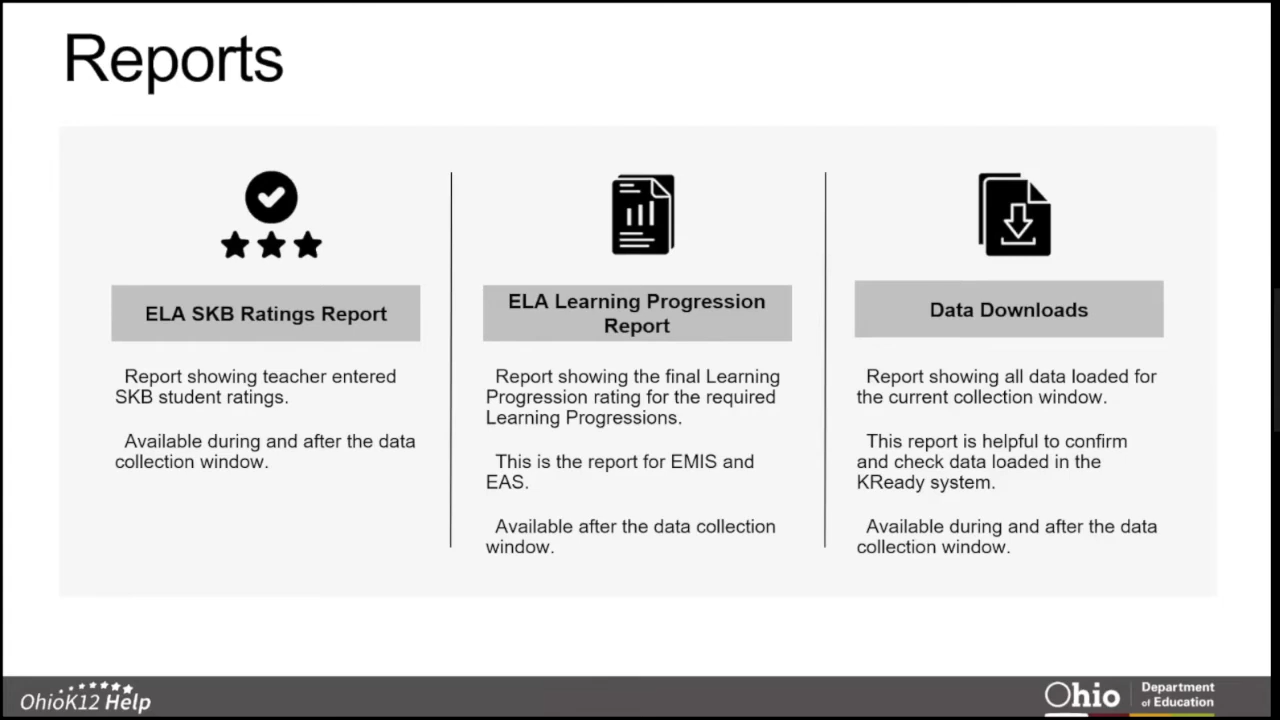 Reports
ELA SKB Ratings Report
Report showing teacher entered
SKB student ratings.
Available during and after the data
collection window.
ELA Learning Progression
Report
Report showing the final Learning
Progression rating for the required
Learning Progressions.
This is the report for EMIS and
EAS.
Available after the data collection
window.
Data Downloads
Report showing all data loaded for
the current collection window.
This report is helpful to confirm
and check data loaded in the
KReady system.
Available during and after the data
collection window.
OhioK12 Help
Ohio
Department
of Education